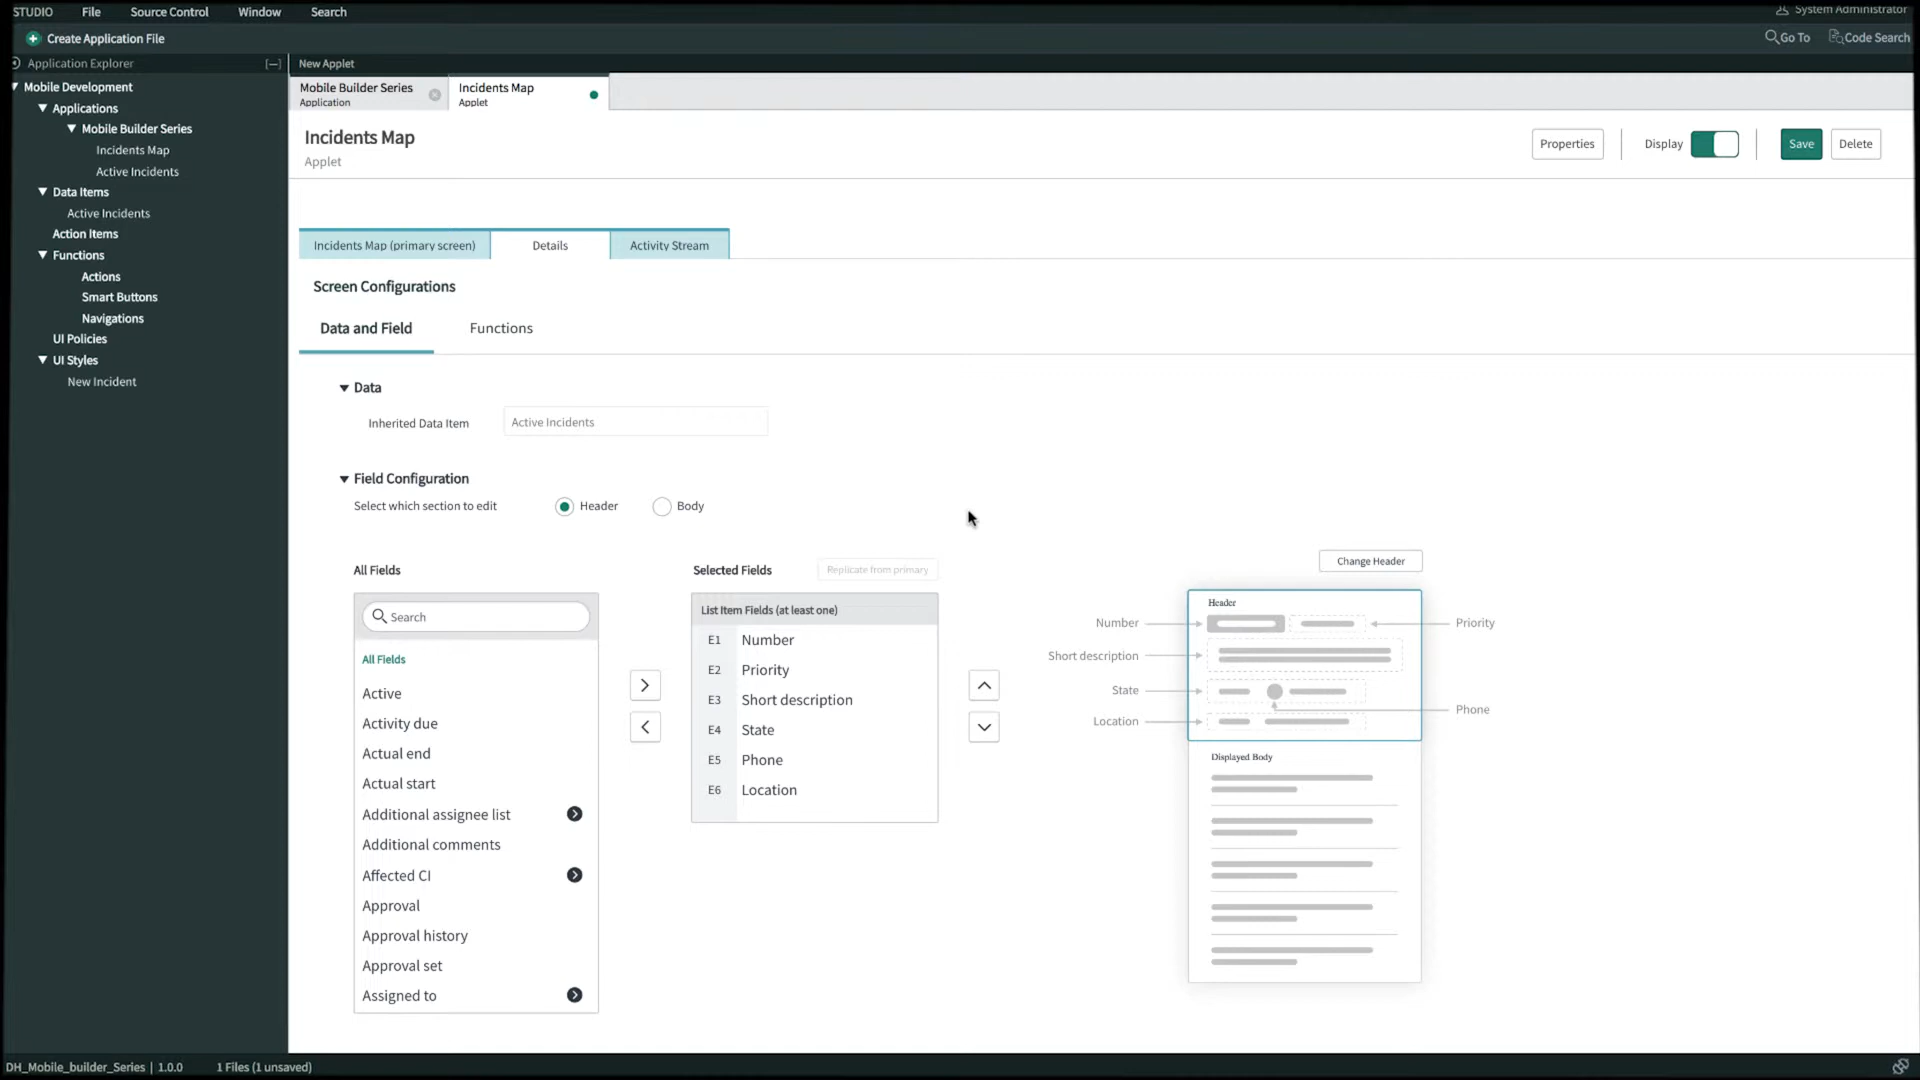 STUDIO File Source Control Window Search System Administrator
Create Application File Go To Code Search
Application Explorer [—] New Applet
Mobile Development
Applications
Mobile Builder Series
Incidents Map
Active Incidents
Data Items
Active Incidents
Action Items
Functions
Actions
Smart Buttons
Navigations
UI Policies
UI Styles
New Incident
Mobile Builder Series
Application
Incidents Map
Applet
Incidents Map
Applet
Properties Display Save Delete
Incidents Map (primary screen) Details Activity Stream
Screen Configurations
Data and Field Functions
Data
Inherited Data Item Active Incidents
Field Configuration
Select which section to edit Header Body
All Fields
Search
All Fields
Active
Activity due
Actual end
Actual start
Additional assignee list
Additional comments
Affected CI
Approval
Approval history
Approval set
Assigned to
Selected Fields Replicate from primary
List Item Fields (at least one)
E1 Number
E2 Priority
E3 Short description
E4 State
E5 Phone
E6 Location
Change Header
Header
Number Priority
Short description
State
Phone
Location
Displayed Body
DH_Mobile_builder_Series | 1.0.0 1 Files (1 unsaved)